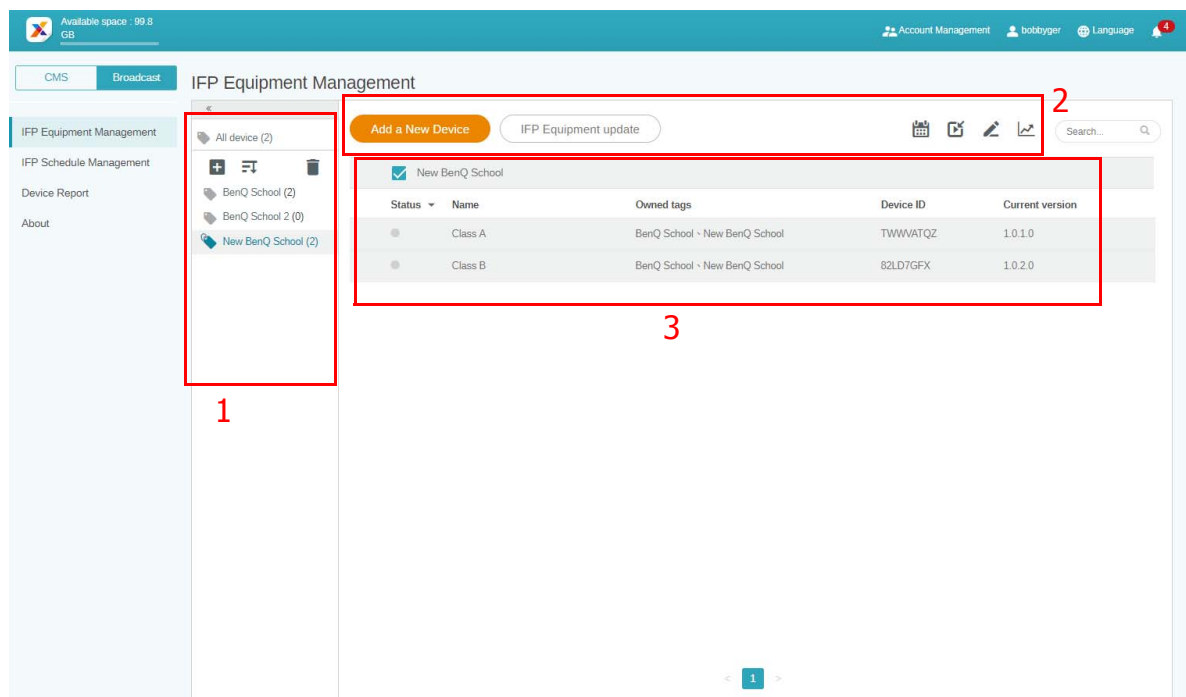 Available space : 99.8
GB
Account Management
bobbyger
Language
4
CMS
Broadcast
IFP Equipment Management
2
«
IFP Equipment Management
IFP Schedule Management
Device Report
About
All device (2)
BenQ School (2)
BenQ School 2 (0)
New BenQ School (2)
1
Add a New Device
IFP Equipment update
Search...
New BenQ School
Status Name Owned tags Device ID Current version
Class A BenQ School、New BenQ School TWWVATQZ 1.0.1.0
Class B BenQ School、New BenQ School 82LD7GFX 1.0.2.0
3
< 1 >